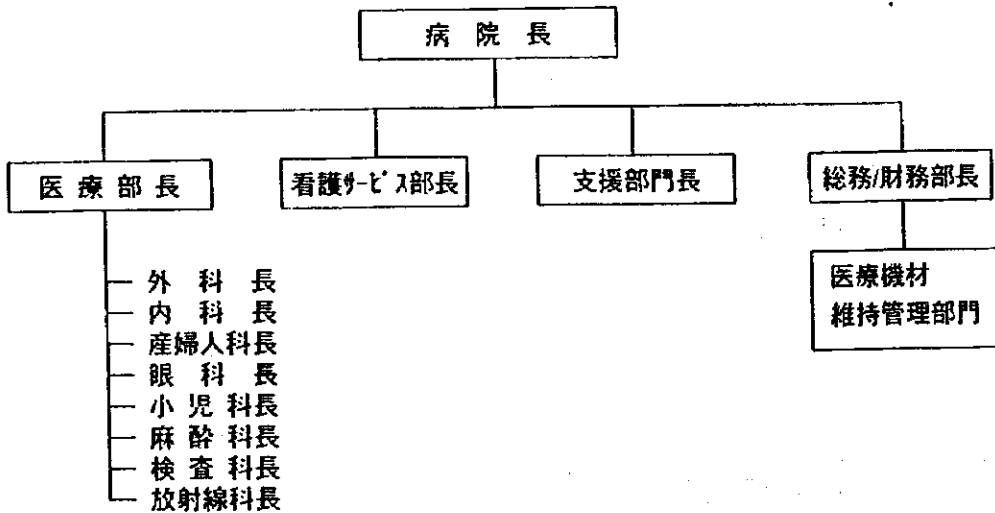 病院長
医療部長
看護サービス部長
支援部門長
総務/財務部長
医療機材
維持管理部門
外科長
内科長
産婦人科長
眼科長
小児科長
麻酔科長
検査科長
放射線科長